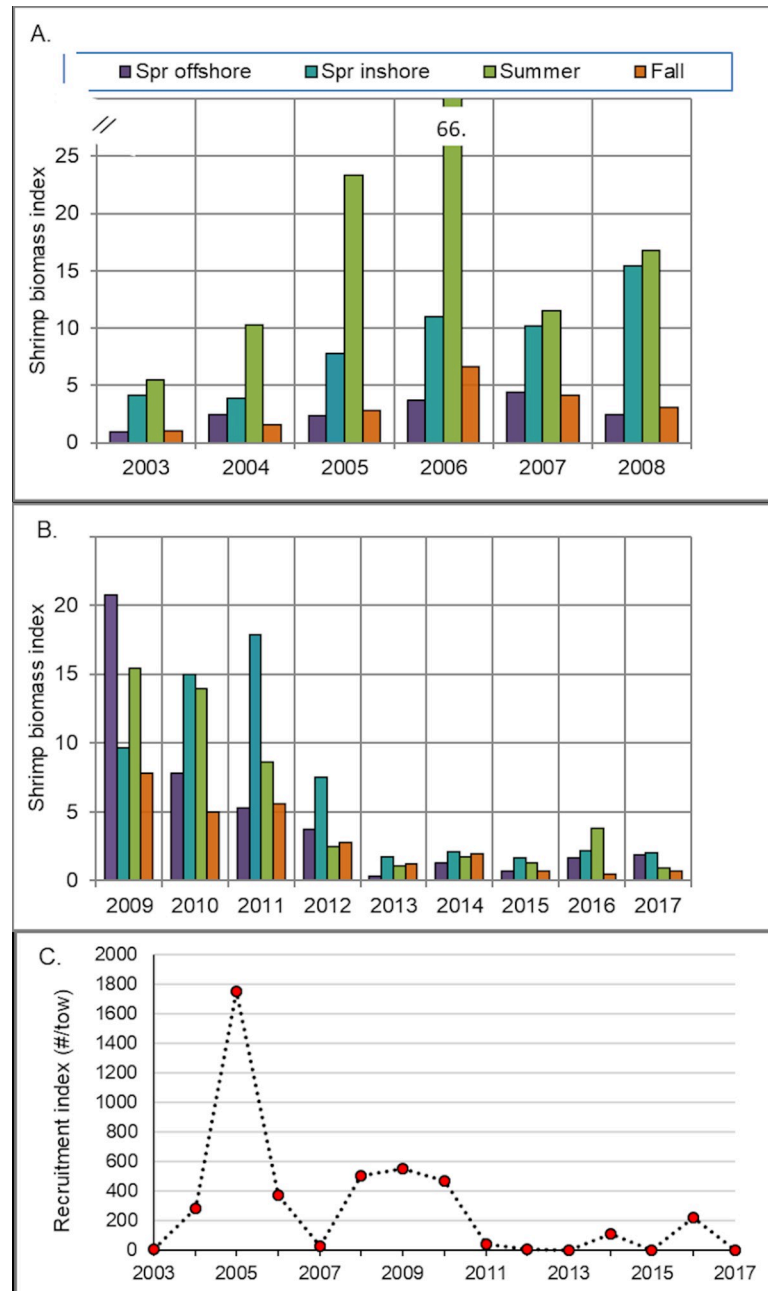 A.
Spr offshore Spr inshore Summer Fall
66.
25
20
15
10
5
0
Shrimp biomass index
2003 2004 2005 2006 2007 2008
B.
20
15
10
5
0
Shrimp biomass index
2009 2010 2011 2012 2013 2014 2015 2016 2017
C.
2000
1800
1600
1400
1200
1000
800
600
400
200
0
Recruitment index (#/tow)
2003 2005 2007 2009 2011 2013 2015 2017